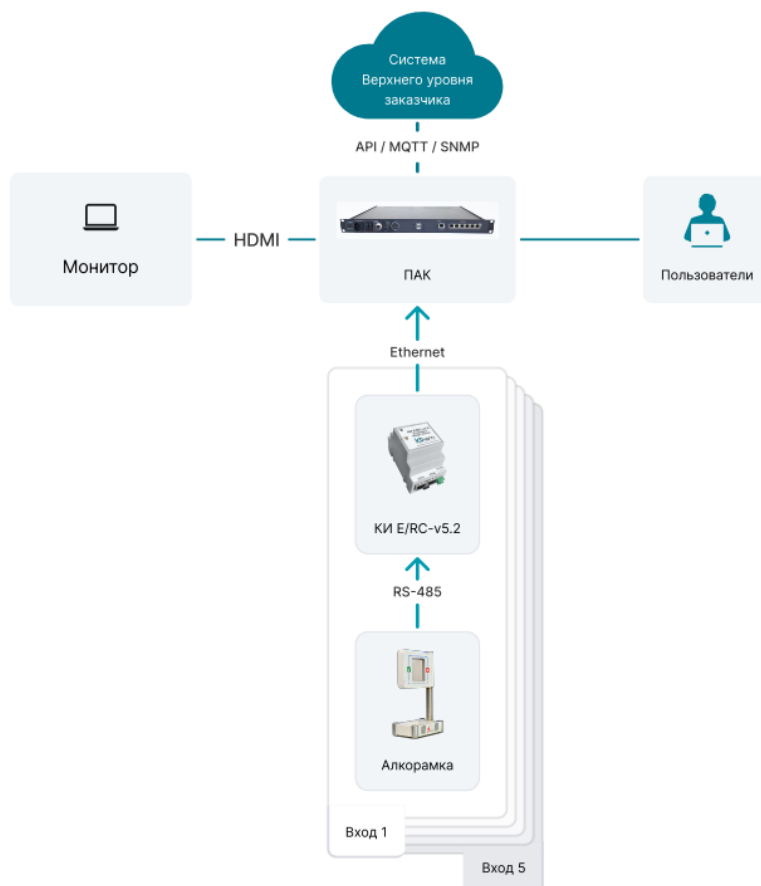 Система
Верхнего уровня
заказчика
API / MQTT / SNMP
Монитор
HDMI
ПАК
Пользователи
Ethernet
КИ E/RC-v5.2
RS-485
Алкорамка
Вход 1
Вход 5